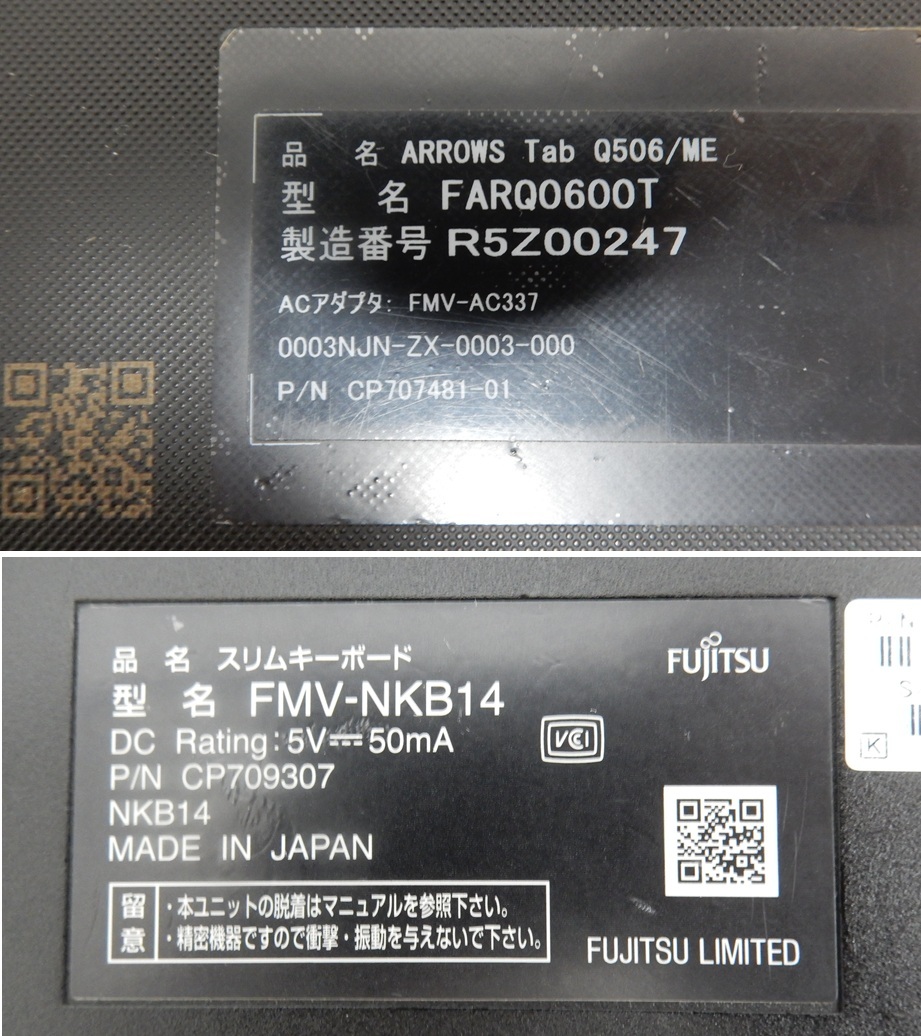 品 名 ARROWS Tab Q506/ME
型 名 FARQ0600T
製造番号 R5Z00247
ACアダプタ: FMV-AC337
0003NJN-ZX-0003-000
P/N CP707481-01
品 名 スリムキーボード
FUJITSU
型 名 FMV-NKB14
DC Rating:5V⎓50mA
VCI
P/N CP709307
NKB14
MADE IN JAPAN
留意
・本ユニットの脱着はマニュアルを参照下さい。
・精密機器ですので衝撃・振動を与えないで下さい。
FUJITSU LIMITED
K